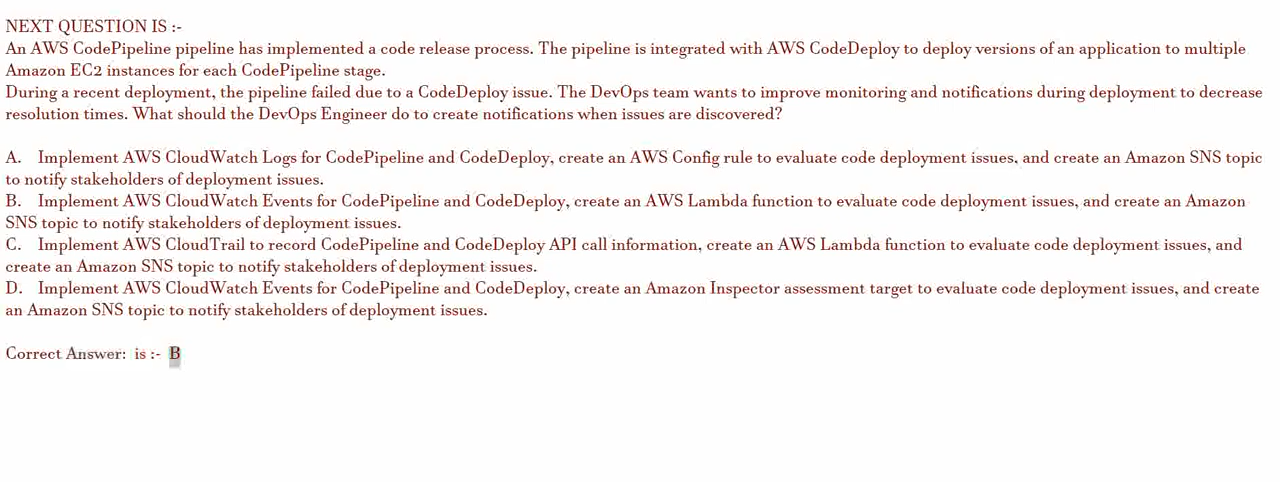 NEXT QUESTION IS :-
An AWS CodePipeline pipeline has implemented a code release process. The pipeline is integrated with AWS CodeDeploy to deploy versions of an application to multiple
Amazon EC2 instances for each CodePipeline stage.
During a recent deployment, the pipeline failed due to a CodeDeploy issue. The DevOps team wants to improve monitoring and notifications during deployment to decrease
resolution times. What should the DevOps Engineer do to create notifications when issues are discovered?
A. Implement AWS CloudWatch Logs for CodePipeline and CodeDeploy, create an AWS Config rule to evaluate code deployment issues, and create an Amazon SNS topic
to notify stakeholders of deployment issues.
B. Implement AWS CloudWatch Events for CodePipeline and CodeDeploy, create an AWS Lambda function to evaluate code deployment issues, and create an Amazon
SNS topic to notify stakeholders of deployment issues.
C. Implement AWS CloudTrail to record CodePipeline and CodeDeploy API call information, create an AWS Lambda function to evaluate code deployment issues, and
create an Amazon SNS topic to notify stakeholders of deployment issues.
D. Implement AWS CloudWatch Events for CodePipeline and CodeDeploy, create an Amazon Inspector assessment target to evaluate code deployment issues, and create
an Amazon SNS topic to notify stakeholders of deployment issues.
Correct Answer: is :- B